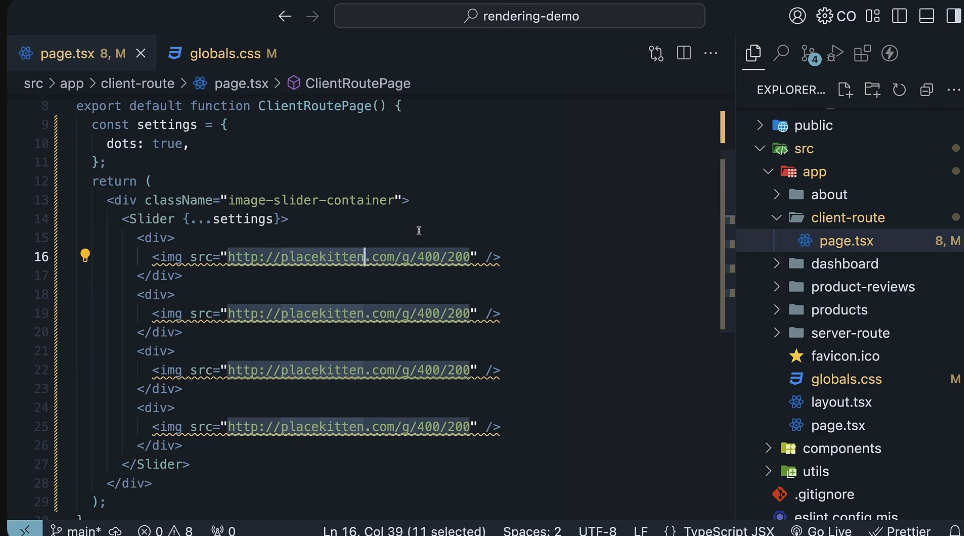 rendering-demo
CO
page.tsx 8, M
globals.css M
4
src > app > client-route > page.tsx > ClientRoutePage
EXPLORER...
8 export default function ClientRoutePage() {
9 const settings = {
10 dots: true,
11 };
12 return (
13 <div className="image-slider-container">
14 <Slider {...settings}>
15 <div>
16 <img src="http://placekitten.com/g/400/200" />
17 </div>
18 <div>
19 <img src="http://placekitten.com/g/400/200" />
20 </div>
21 <div>
22 <img src="http://placekitten.com/g/400/200" />
23 </div>
24 <div>
25 <img src="http://placekitten.com/g/400/200" />
26 </div>
27 </Slider>
28 </div>
29 );
}
public
src
app
about
client-route
page.tsx 8, M
dashboard
product-reviews
products
server-route
favicon.ico
globals.css M
layout.tsx
page.tsx
components
utils
.gitignore
eslint.config.mjs
main* 0 8 0 Ln 16, Col 39 (11 selected) Spaces: 2 UTF-8 LF {} TypeScript JSX Go Live Prettier